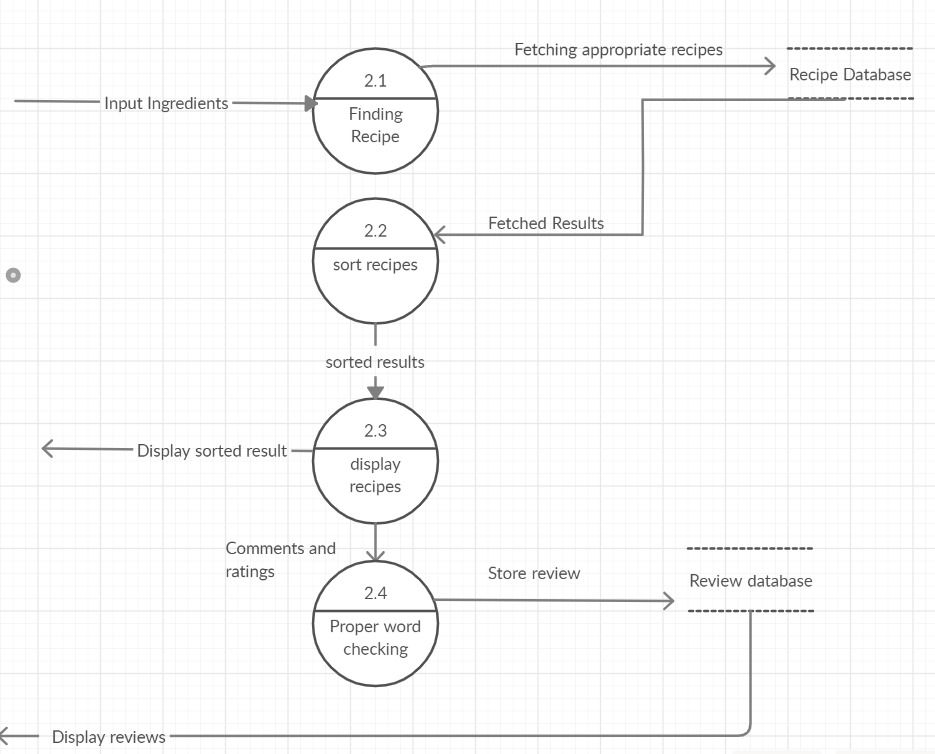 Fetching appropriate recipes
Recipe Database
2.1
Input Ingredients
Finding
Recipe
Fetched Results
2.2
sort recipes
sorted results
2.3
Display sorted result
display
recipes
Comments and
ratings
Store review
Review database
2.4
Proper word
checking
Display reviews